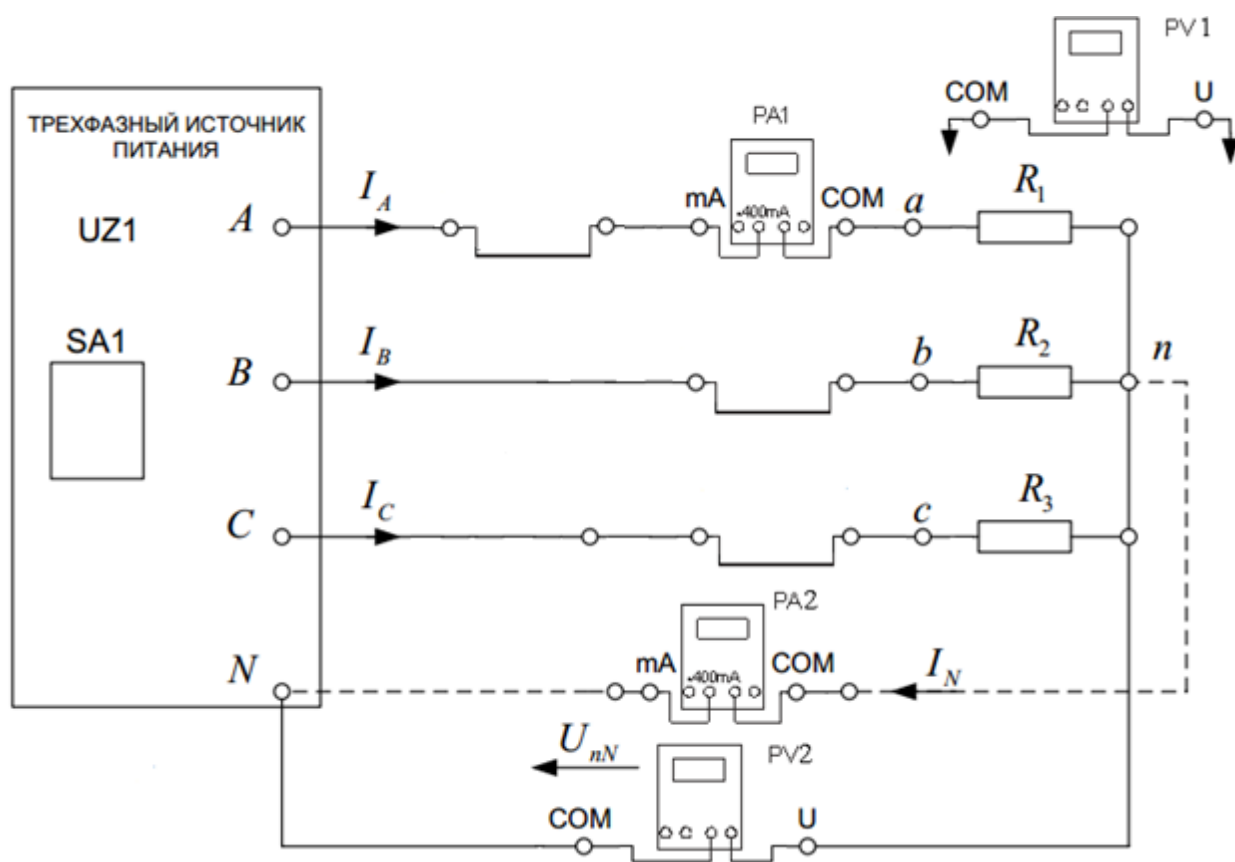 PV1
COM
U
ТРЕХФАЗНЫЙ ИСТОЧНИК
ПИТАНИЯ
PA1
UZ1
A
I_A
mA
.400mA
COM
a
R_1
SA1
B
I_B
b
R_2
n
C
I_C
c
R_3
PA2
N
mA
.400mA
COM
I_N
U_nN
PV2
COM
U